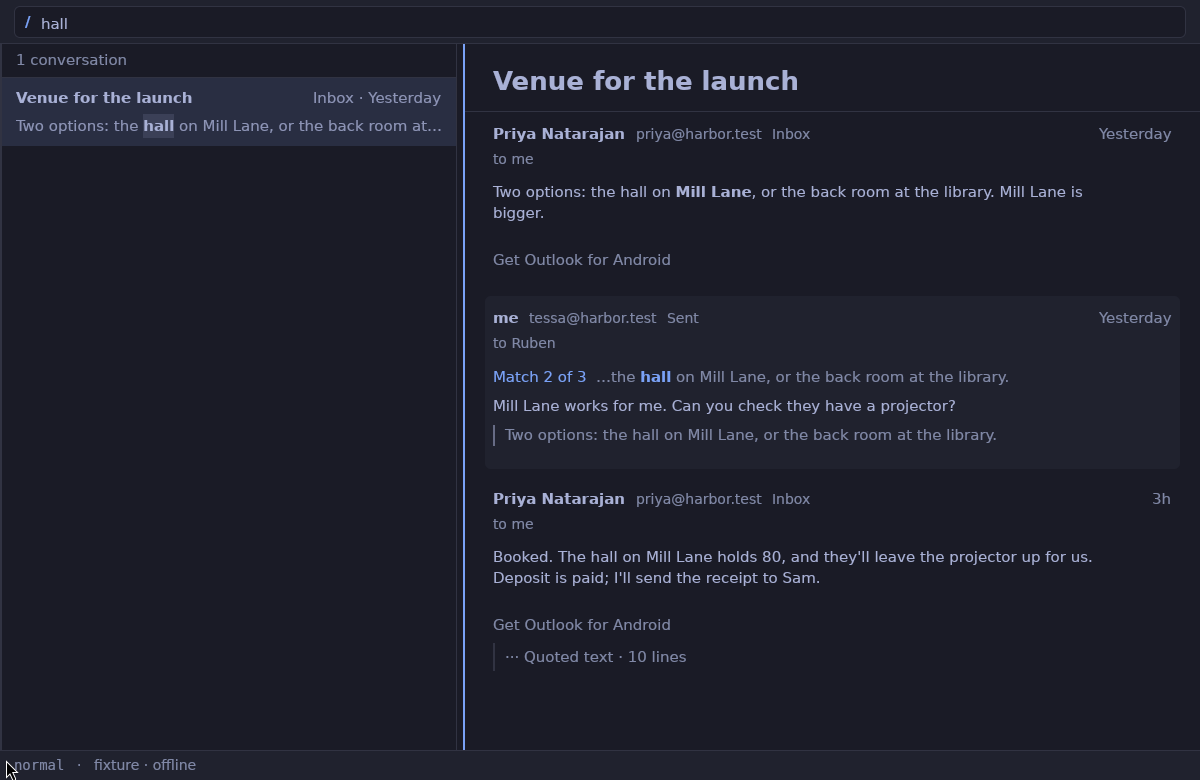 / hall
1 conversation
Venue for the launch Inbox · Yesterday
Two options: the hall on Mill Lane, or the back room at...
Venue for the launch
Priya Natarajan priya@harbor.test Inbox Yesterday
to me
Two options: the hall on Mill Lane, or the back room at the library. Mill Lane is
bigger.
Get Outlook for Android
me tessa@harbor.test Sent Yesterday
to Ruben
Match 2 of 3 …the hall on Mill Lane, or the back room at the library.
Mill Lane works for me. Can you check they have a projector?
Two options: the hall on Mill Lane, or the back room at the library.
Priya Natarajan priya@harbor.test Inbox 3h
to me
Booked. The hall on Mill Lane holds 80, and they'll leave the projector up for us.
Deposit is paid; I'll send the receipt to Sam.
Get Outlook for Android
··· Quoted text · 10 lines
normal · fixture · offline